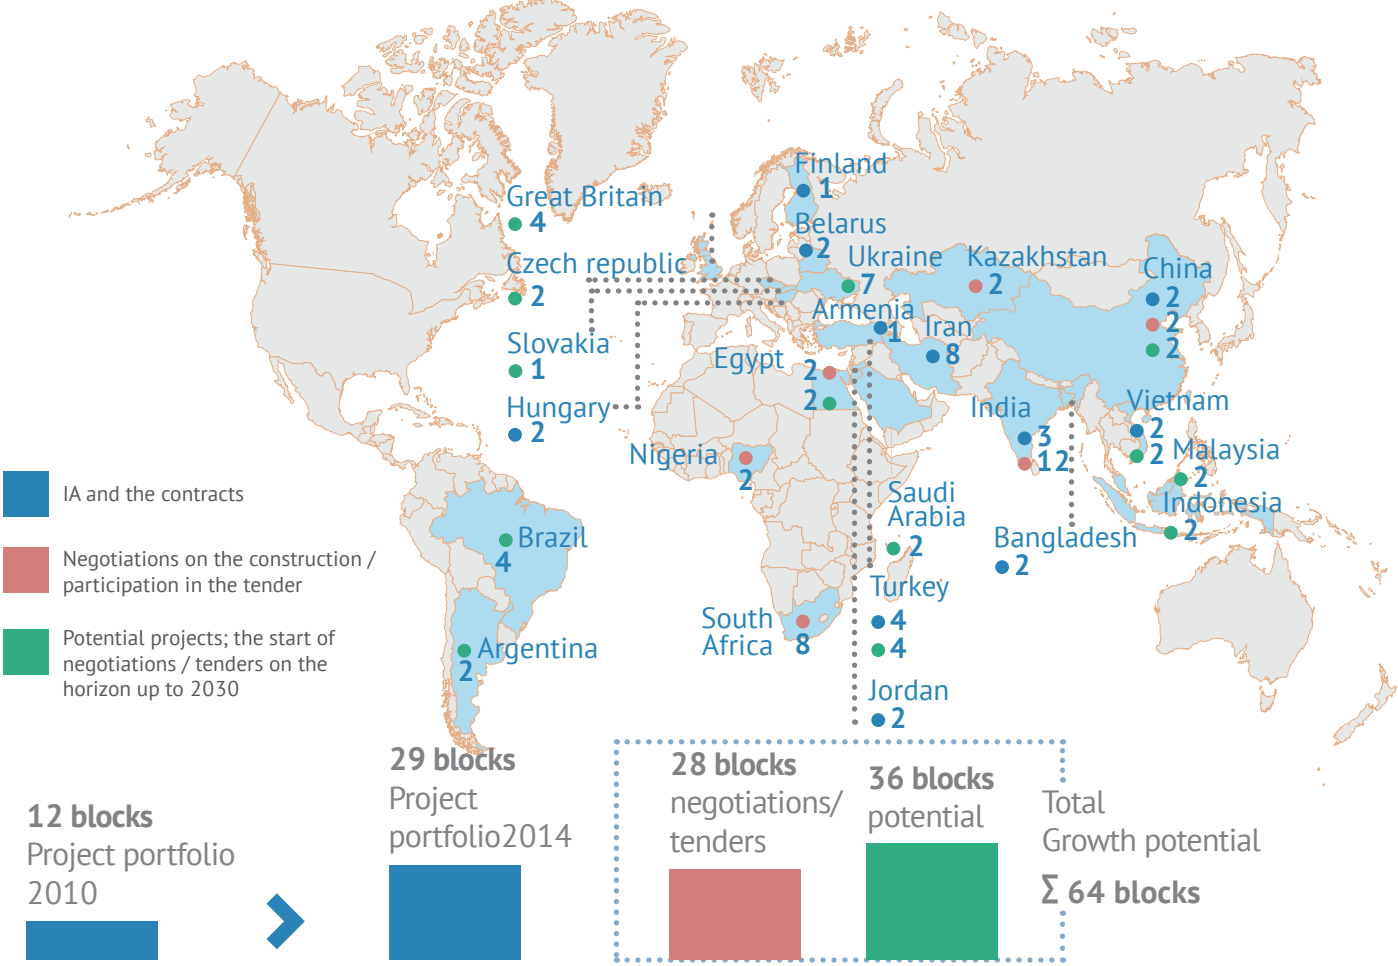 Finland
1
Great Britain
4
Belarus
2
Ukraine
7
Kazakhstan
2
China
2
2
2
Czech republic
2
Armenia
1
Iran
8
Slovakia
1
Egypt
2
2
Hungary
2
India
3
12
Vietnam
2
2
Malaysia
2
Nigeria
2
Saudi
Arabia
2
Indonesia
2
Bangladesh
2
Brazil
4
Turkey
4
4
South
Africa
8
Argentina
2
Jordan
2
IA and the contracts
Negotiations on the construction /
participation in the tender
Potential projects; the start of
negotiations / tenders on the
horizon up to 2030
12 blocks
Project portfolio
2010
29 blocks
Project
portfolio2014
28 blocks
negotiations/
tenders
36 blocks
potential
Total
Growth potential
Σ 64 blocks